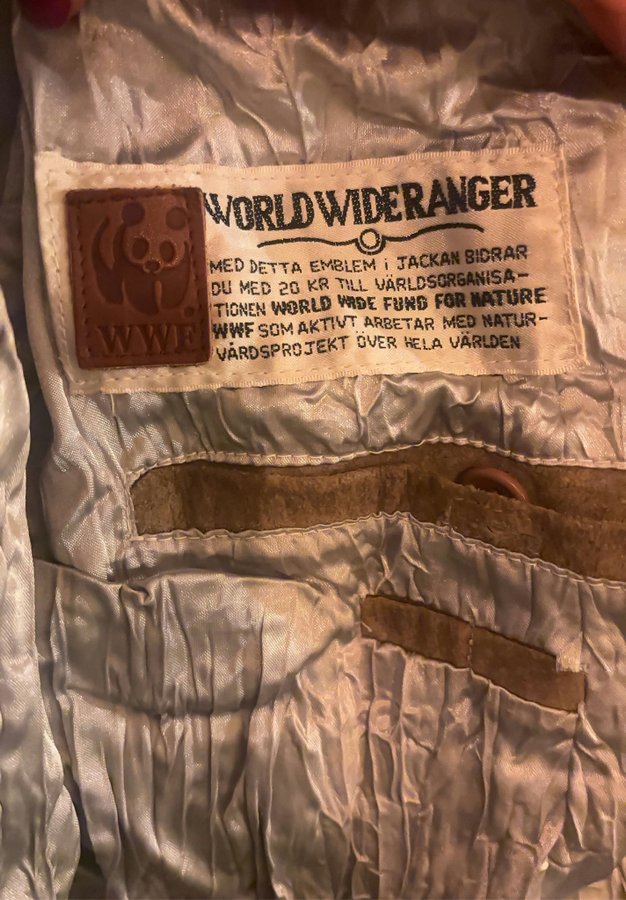 WORLD WIDE RANGER
MED DETTA EMBLEM i JACKAN BIDRAR
DU MED 20 KR TILL VÄRLDSORGANISA-
TIONEN WORLD WIDE FUND FOR NATURE
WWF SOM AKTIVT ARBETAR MED NATUR-
VÅRDSPROJEKT ÖVER HELA VÄRLDEN
WWF